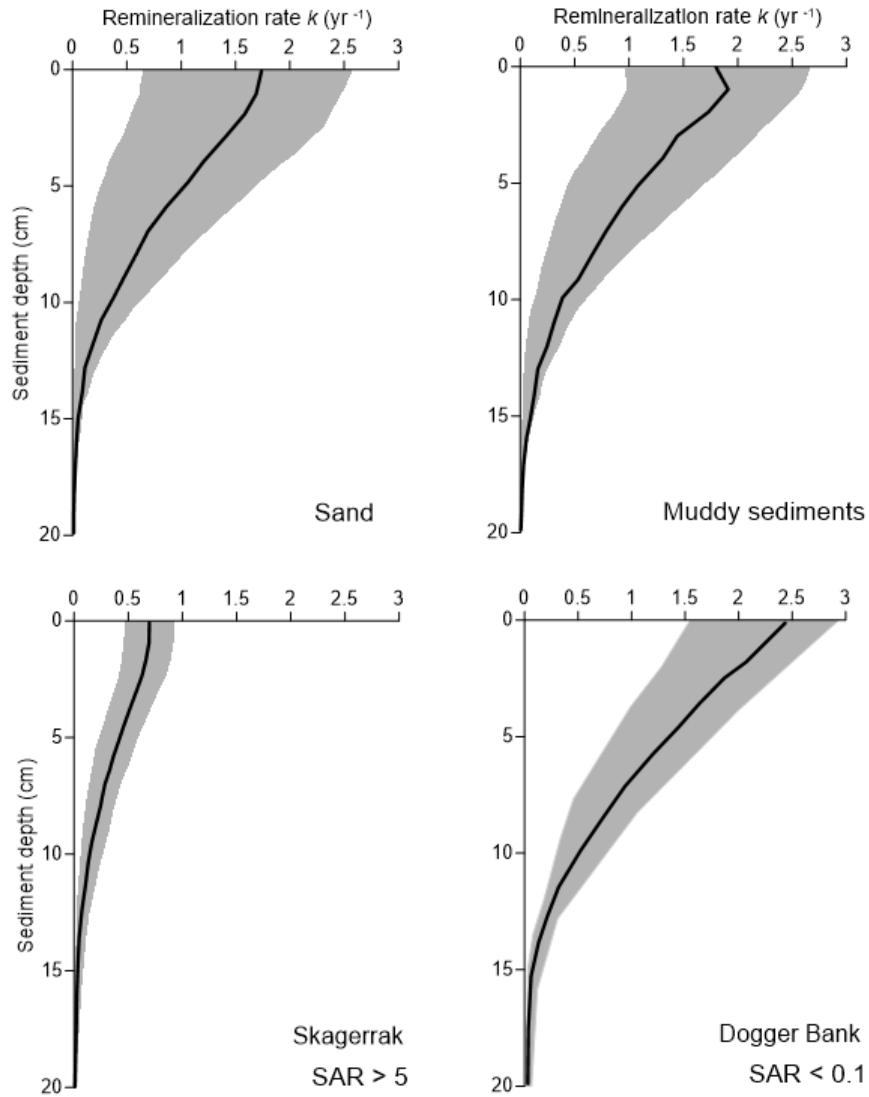 Remineralization rate k (yr ⁻¹)
0 0.5 1 1.5 2 2.5 3
0
5
10
15
20
Sediment depth (cm)
Sand
Remineralization rate k (yr ⁻¹)
0 0.5 1 1.5 2 2.5 3
0
5
10
15
20
Muddy sediments
0 0.5 1 1.5 2 2.5 3
0
5
10
15
20
Sediment depth (cm)
Skagerrak
SAR > 5
0 0.5 1 1.5 2 2.5 3
0
5
10
15
20
Dogger Bank
SAR < 0.1